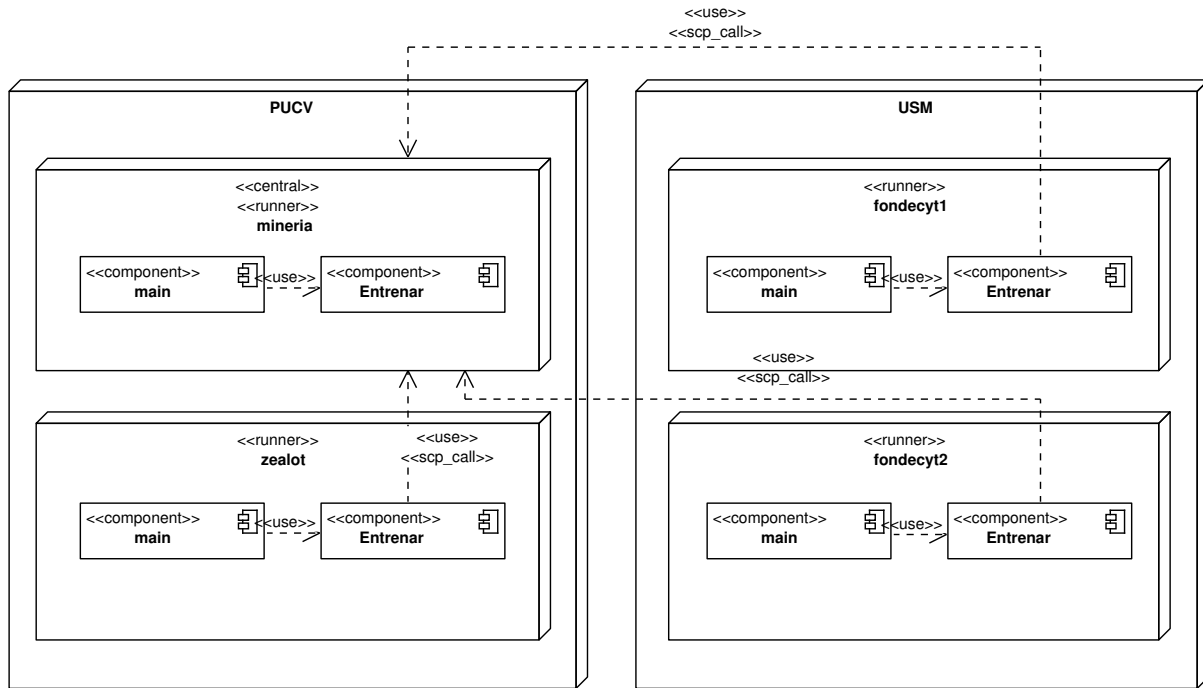 <<use>>
<<scp_call>>
PUCV
<<central>>
<<runner>>
mineria
<<component>>
main
<<use>>
<<component>>
Entrenar
<<runner>>
zealot
<<use>>
<<scp_call>>
<<component>>
main
<<use>>
<<component>>
Entrenar
USM
<<runner>>
fondecyt1
<<component>>
main
<<use>>
<<component>>
Entrenar
<<use>>
<<scp_call>>
<<runner>>
fondecyt2
<<component>>
main
<<use>>
<<component>>
Entrenar